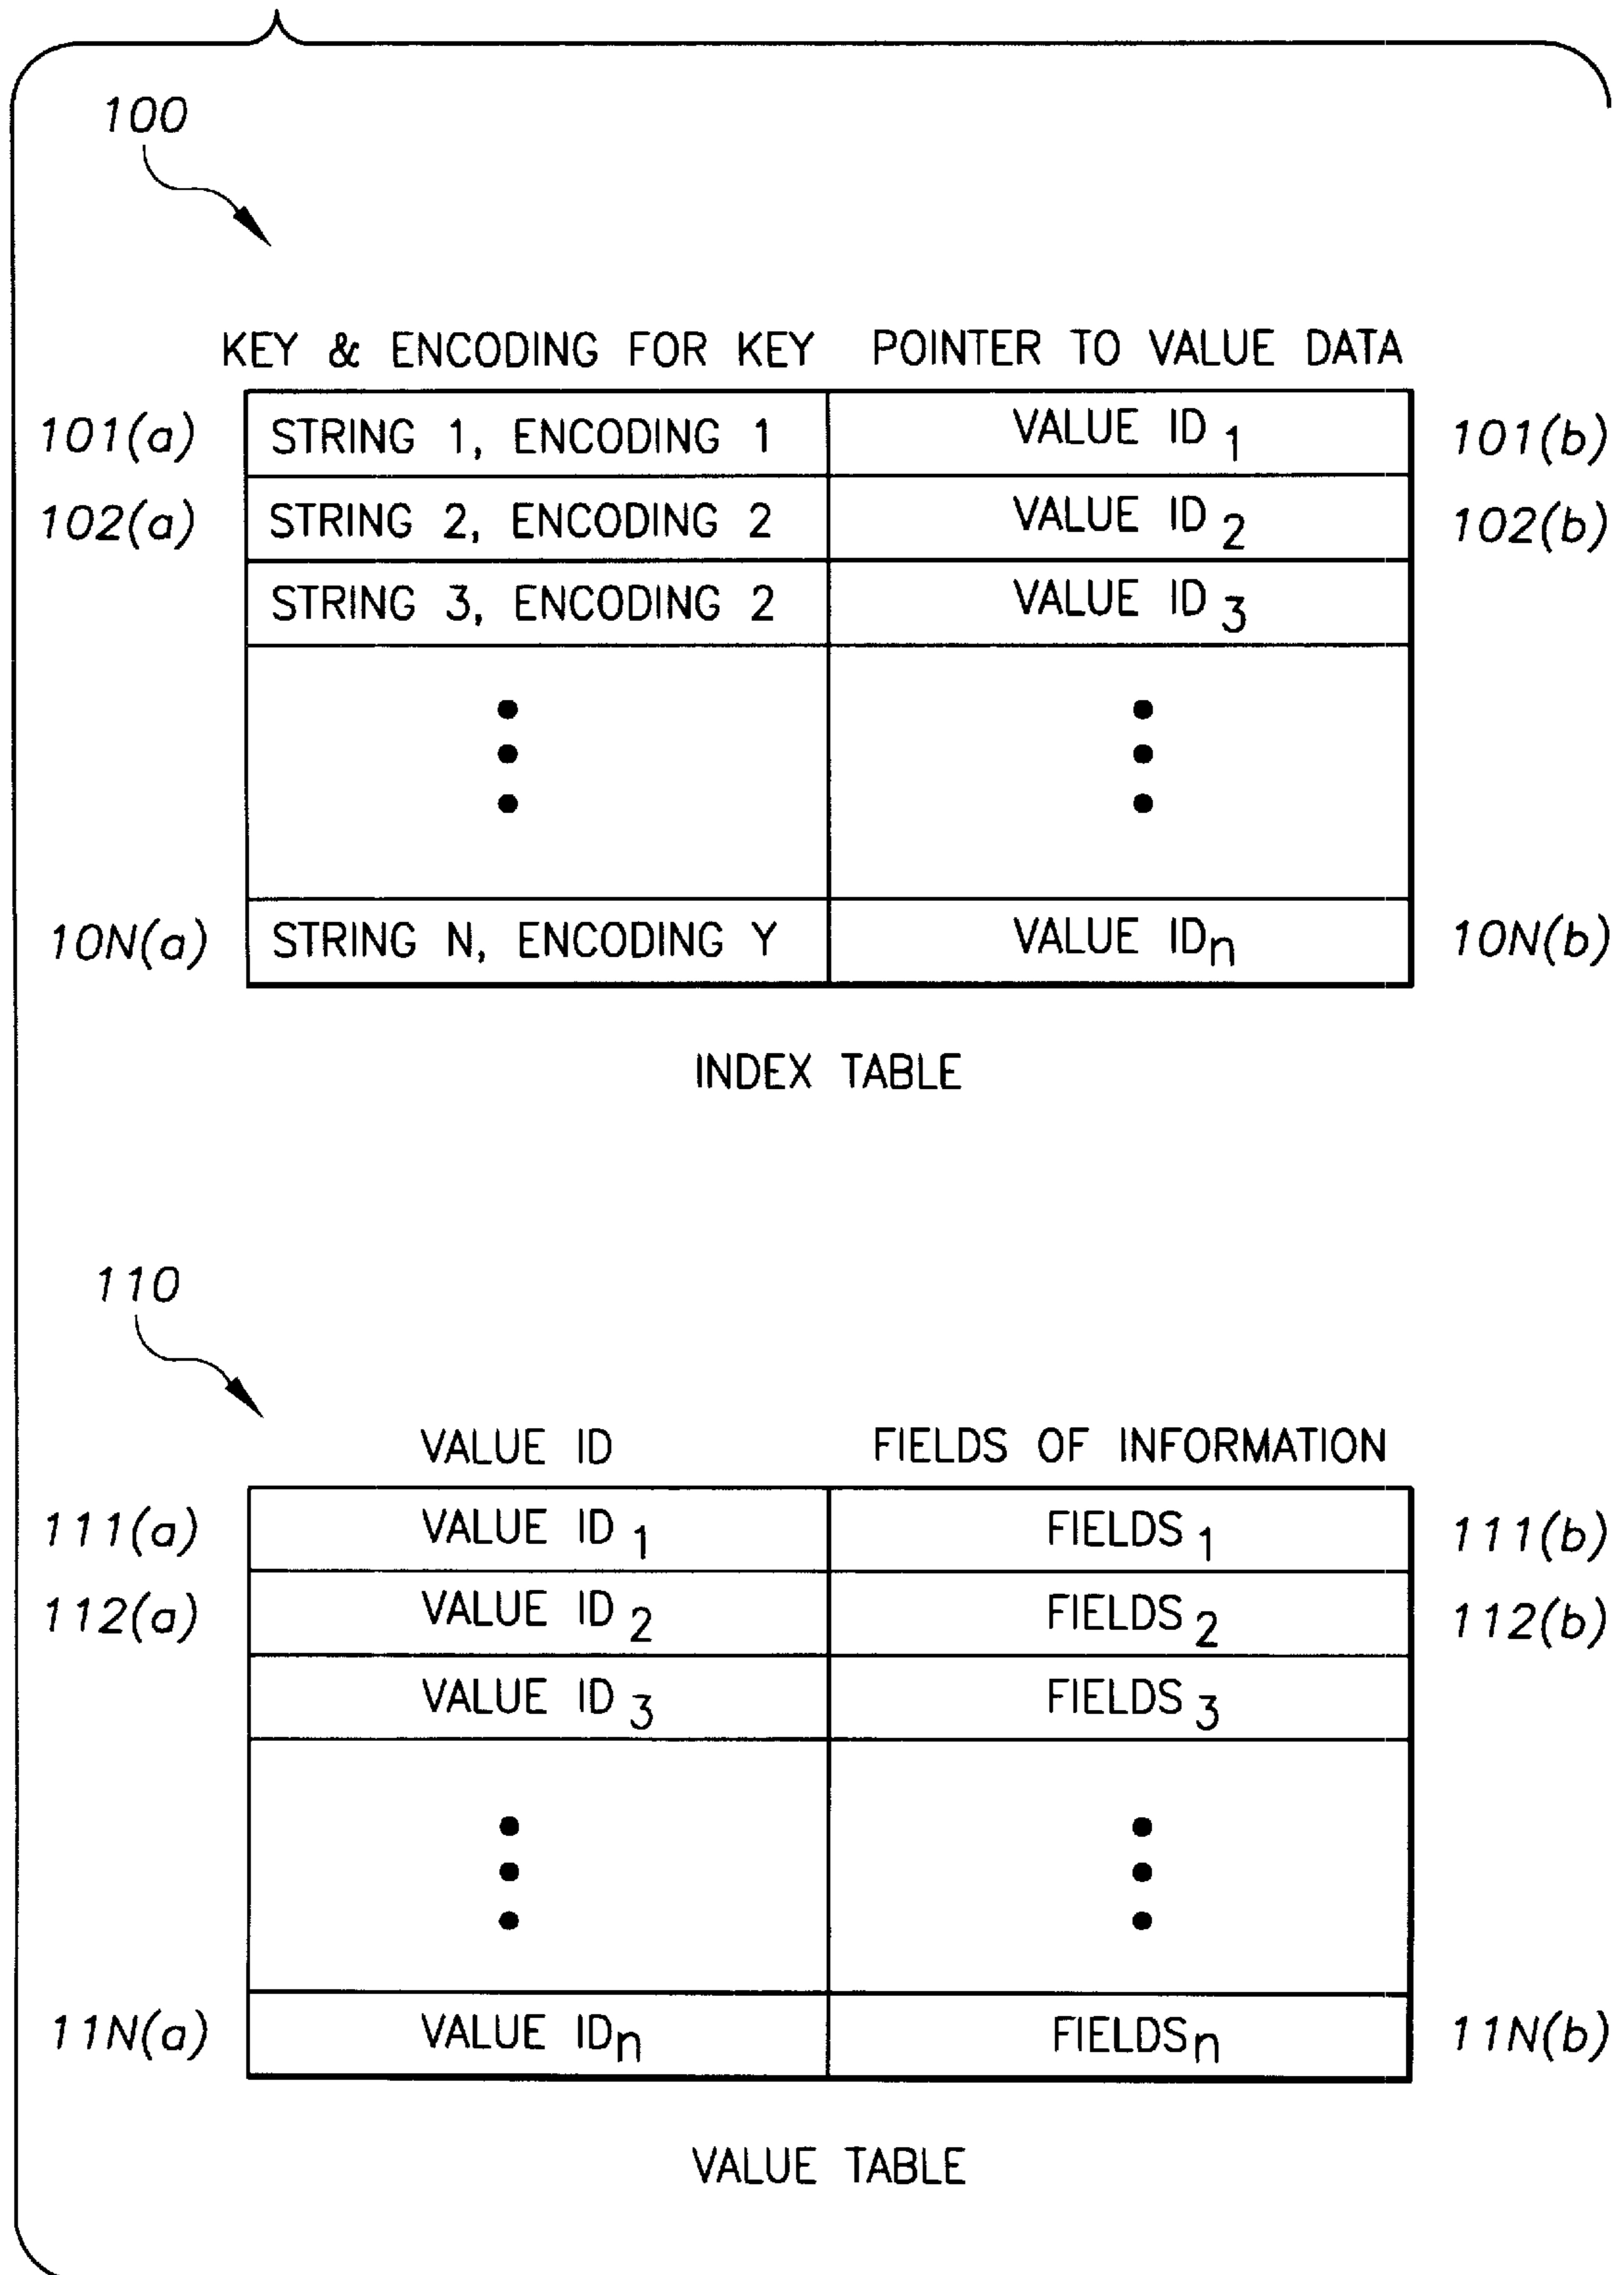 100
KEY & ENCODING FOR KEY POINTER TO VALUE DATA
101(a) STRING 1, ENCODING 1 VALUE ID 1 101(b)
102(a) STRING 2, ENCODING 2 VALUE ID 2 102(b)
STRING 3, ENCODING 2 VALUE ID 3
10N(a) STRING N, ENCODING Y VALUE IDn 10N(b)
INDEX TABLE
110
VALUE ID FIELDS OF INFORMATION
111(a) VALUE ID 1 FIELDS 1 111(b)
112(a) VALUE ID 2 FIELDS 2 112(b)
VALUE ID 3 FIELDS 3
11N(a) VALUE IDn FIELDSn 11N(b)
VALUE TABLE